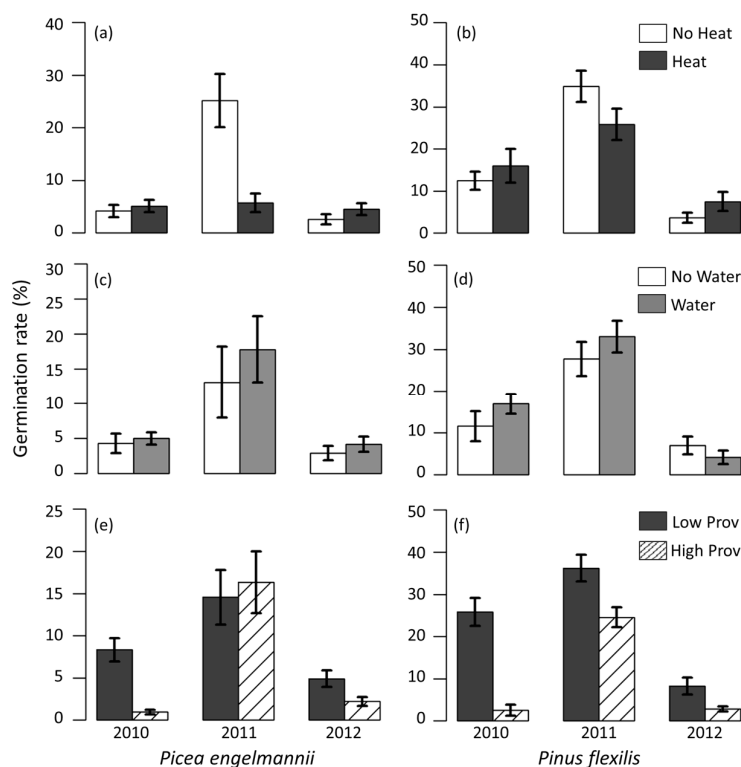 (a)
40
30
20
10
0
(b)
No Heat
Heat
50
40
30
20
10
0
Germination rate (%)
(c)
30
25
20
15
10
5
0
(d)
No Water
Water
50
40
30
20
10
0
(e)
25
20
15
10
5
0
2010 2011 2012
Picea engelmannii
(f)
Low Prov
High Prov
50
40
30
20
10
0
2010 2011 2012
Pinus flexilis